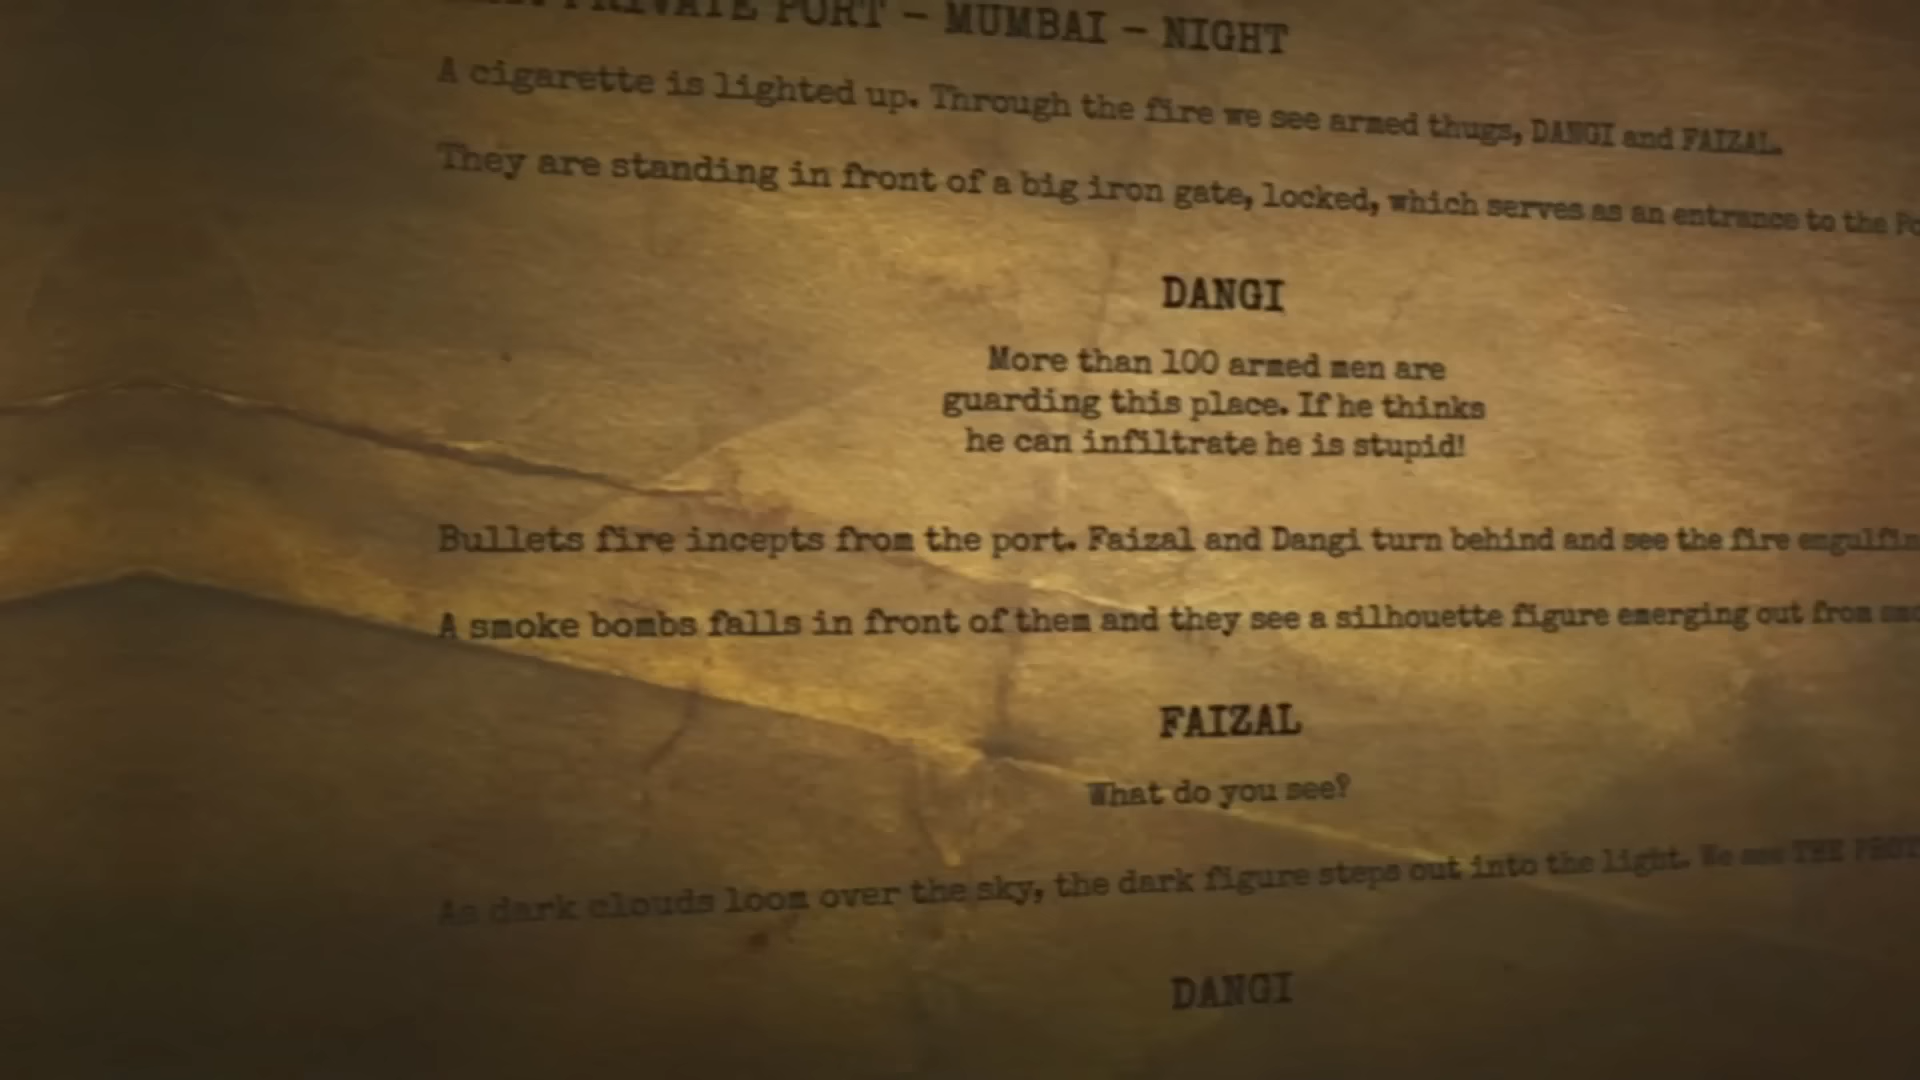 PRIVATE PORT – MUMBAI – NIGHT
A cigarette is lighted up. Through the fire we see armed thugs, DANGI and FAIZAL.
They are standing in front of a big iron gate, locked, which serves as an entrance to the
DANGI
More than 100 armed men are
guarding this place. If he thinks
he can infiltrate he is stupid!
Bullets fire incepts from the port. Faizal and Dangi turn behind and see the fire
A smoke bombs falls in front of them and they see a silhouette figure emerging out from
FAIZAL
What do you see?
As dark clouds loom over the sky, the dark figure steps out into the light. We see THE
DANGI